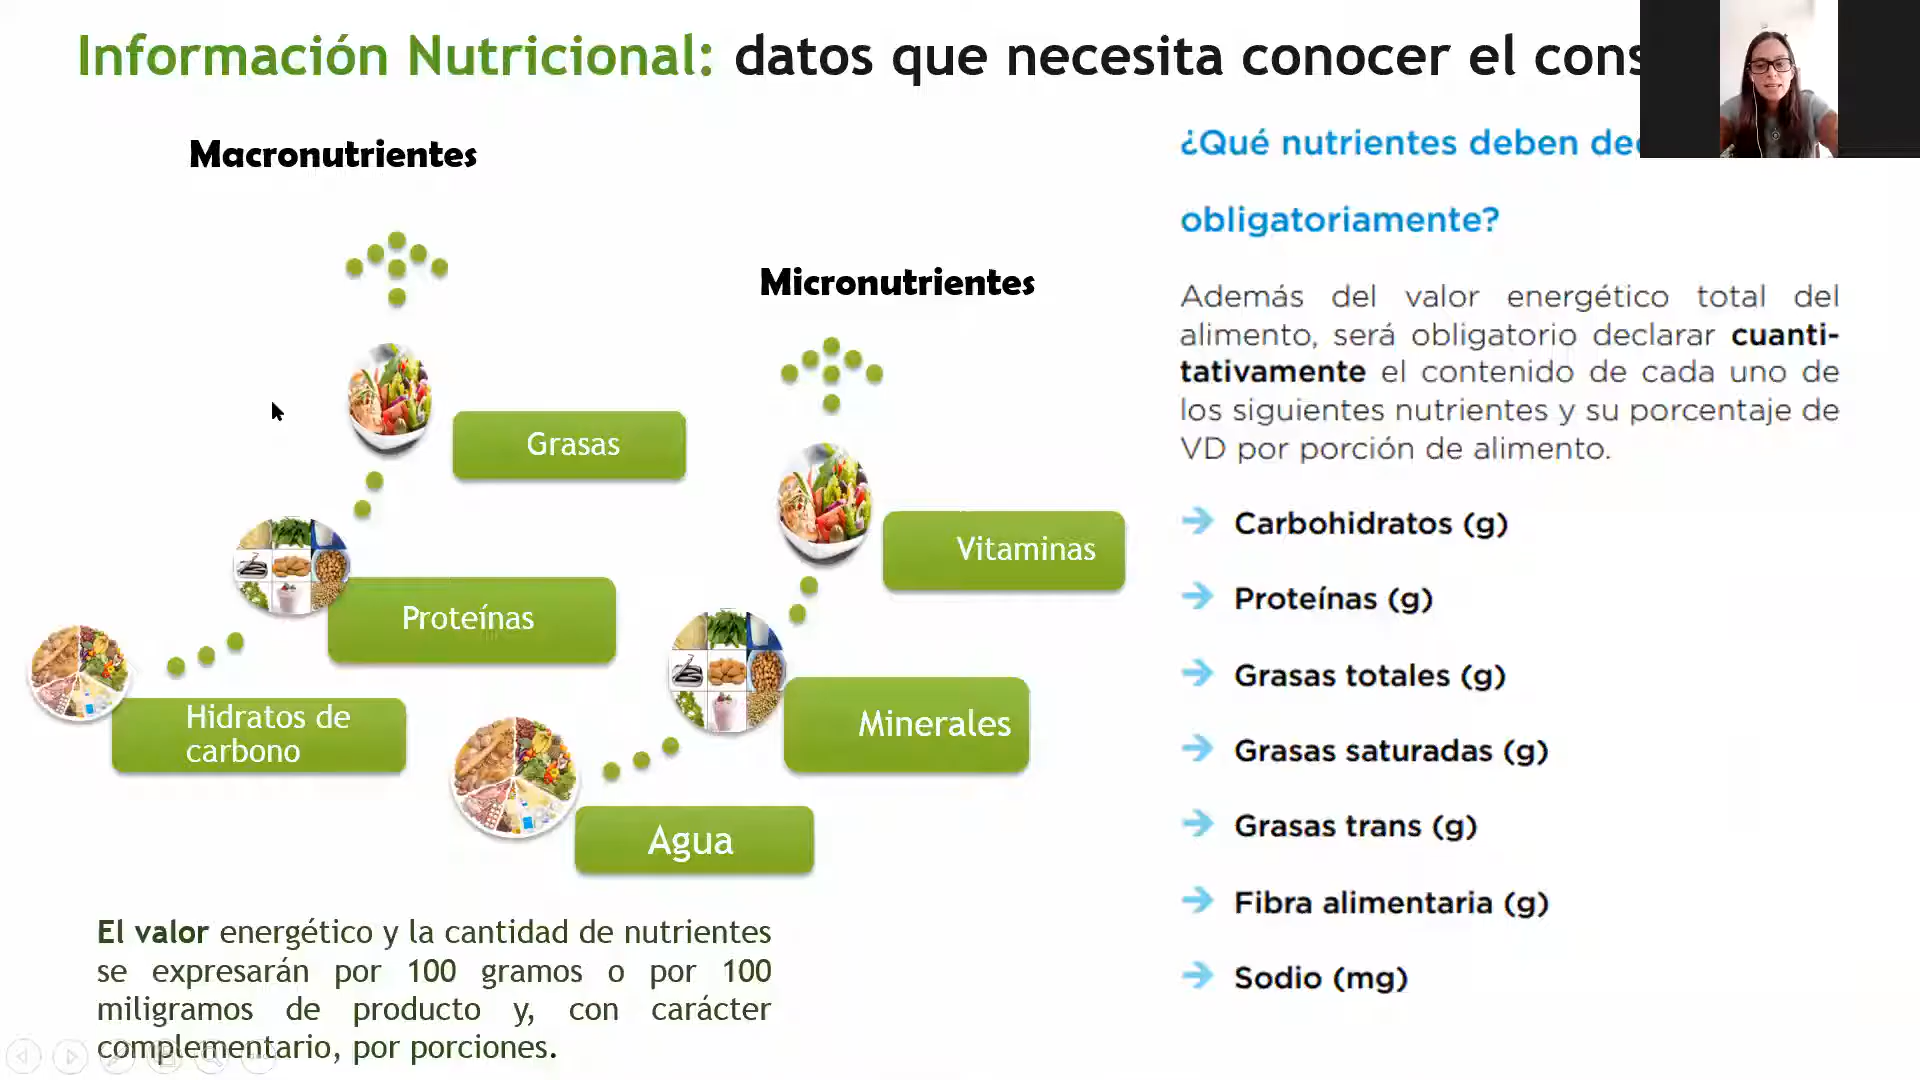 Información Nutricional: datos que necesita conocer el
Macronutrientes
Grasas
Proteínas
Hidratos de
carbono
Micronutrientes
Vitaminas
Minerales
Agua
El valor energético y la cantidad de nutrientes
se expresarán por 100 gramos o por 100
miligramos de producto y, con carácter
complementario, por porciones.
¿Qué nutrientes deben
obligatoriamente?
Además del valor energético total del
alimento, será obligatorio declarar cuanti-
tativamente el contenido de cada uno de
los siguientes nutrientes y su porcentaje de
VD por porción de alimento.
Carbohidratos (g)
Proteínas (g)
Grasas totales (g)
Grasas saturadas (g)
Grasas trans (g)
Fibra alimentaria (g)
Sodio (mg)